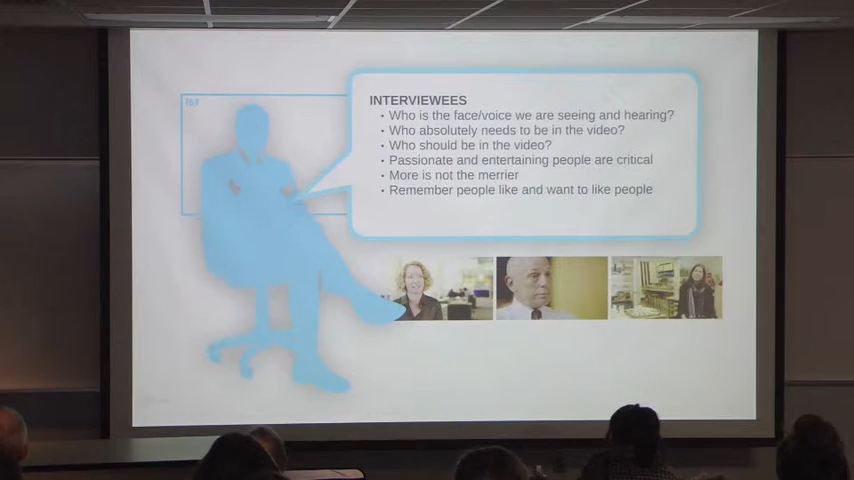 INTERVIEWEES
• Who is the face/voice we are seeing and hearing?
• Who absolutely needs to be in the video?
• Who should be in the video?
• Passionate and entertaining people are critical
• More is not the merrier
• Remember people like and want to like people